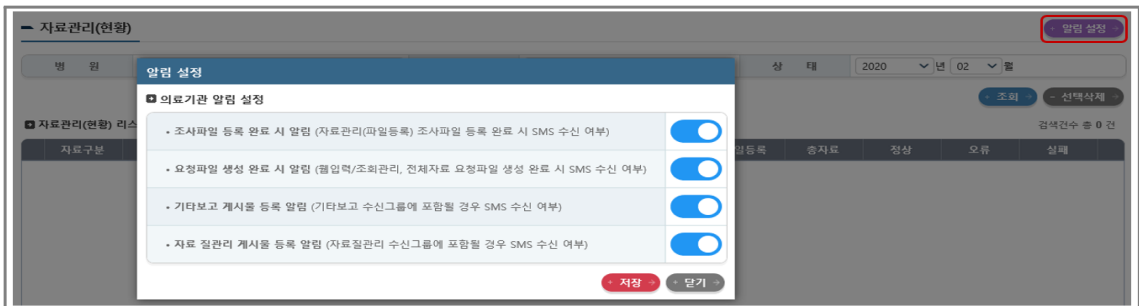 자료관리(현황)
알림 설정
병 원
상 태
2020 년 02 월
조회
선택삭제
자료관리(현황) 리스
검색건수 총 0 건
자료구분
일등록 총자료 정상 오류 실패
알림 설정
의료기관 알림 설정
조사파일 등록 완료 시 알림 (자료관리(파일등록) 조사파일 등록 완료 시 SMS 수신 여부)
요청파일 생성 완료 시 알림 (웹입력/조회관리, 전체자료 요청파일 생성 완료 시 SMS 수신 여부)
기타보고 게시물 등록 알림 (기타보고 수신그룹에 포함될 경우 SMS 수신 여부)
자료 질관리 게시물 등록 알림 (자료질관리 수신그룹에 포함될 경우 SMS 수신 여부)
저장
닫기